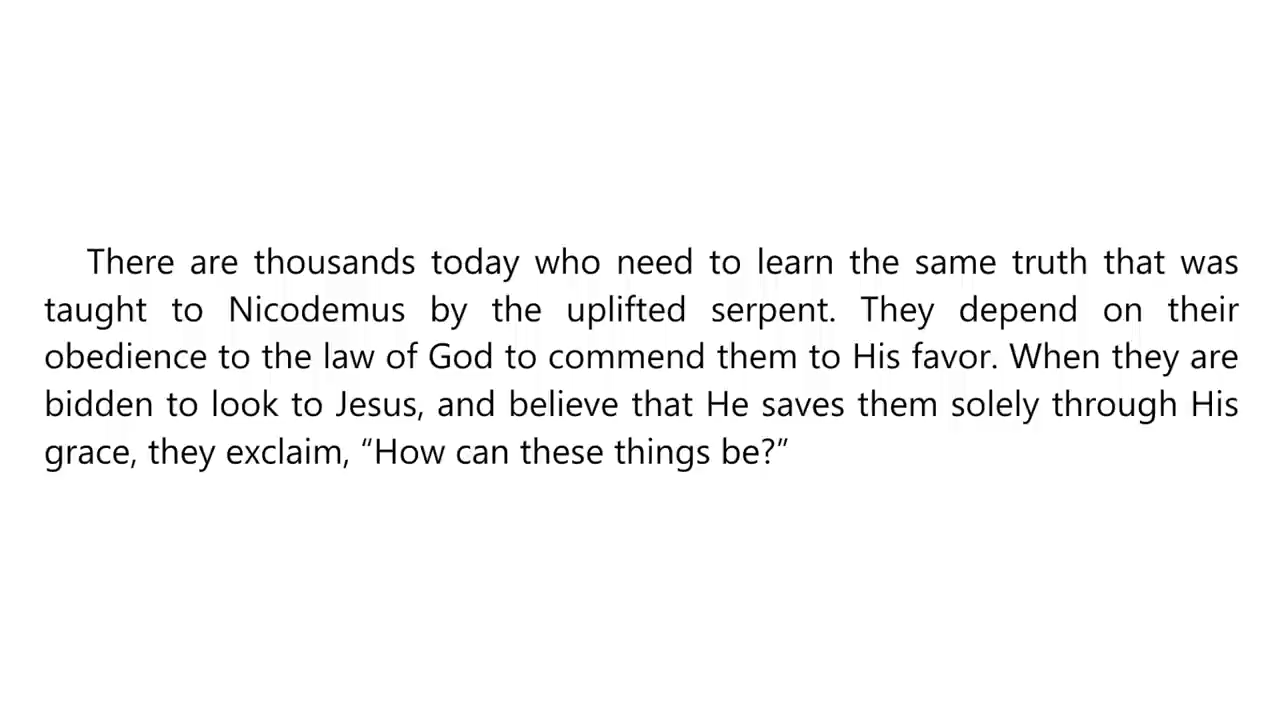 There are thousands today who need to learn the same truth that was
taught to Nicodemus by the uplifted serpent. They depend on their
obedience to the law of God to commend them to His favor. When they are
bidden to look to Jesus, and believe that He saves them solely through His
grace, they exclaim, “How can these things be?”